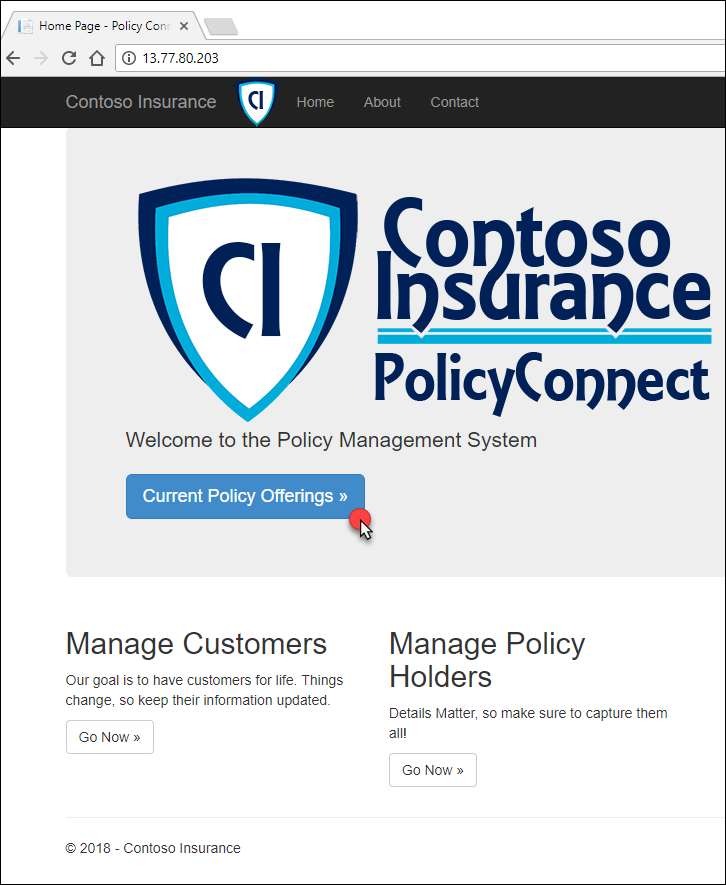 Home Page - Policy Conn
13.77.80.203
Contoso Insurance CI Home About Contact
CI
Contoso
Insurance
PolicyConnect
Welcome to the Policy Management System
Current Policy Offerings »
Manage Customers
Our goal is to have customers for life. Things
change, so keep their information updated.
Go Now »
Manage Policy
Holders
Details Matter, so make sure to capture them
all!
Go Now »
© 2018 - Contoso Insurance